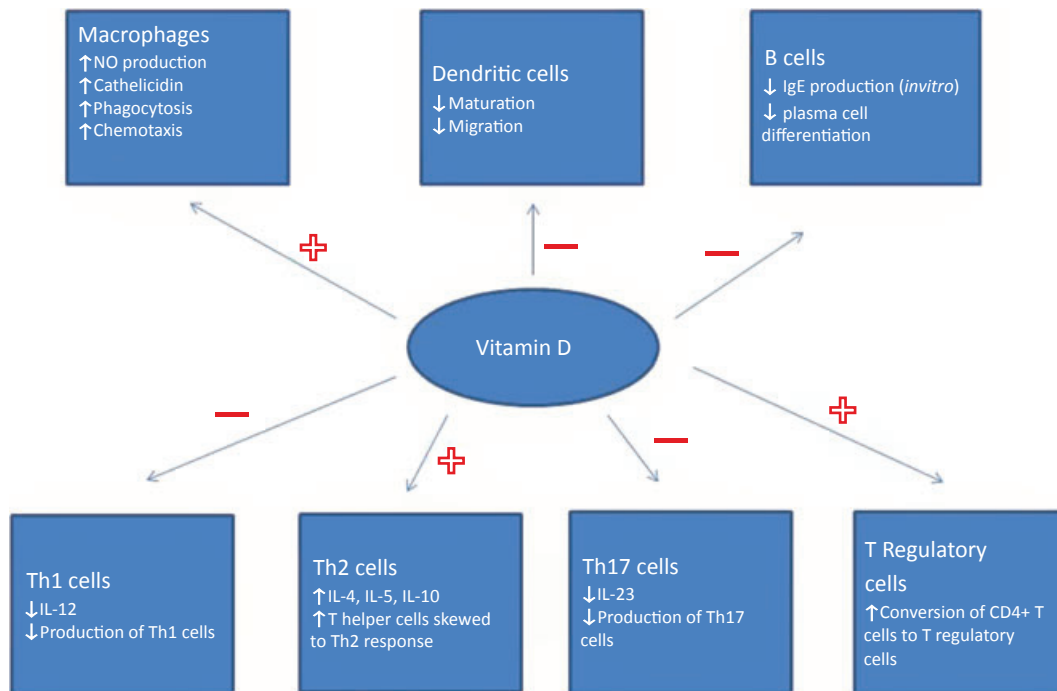 Macrophages
↑NO production
↑Cathelicidin
↑Phagocytosis
↑Chemotaxis
Dendritic cells
↓Maturation
↓Migration
B cells
↓ IgE production (invitro)
↓ plasma cell
differentiation
+
—
—
Vitamin D
—
+
—
+
Th1 cells
↓IL-12
↓Production of Th1 cells
Th2 cells
↑IL-4, IL-5, IL-10
↑T helper cells skewed
to Th2 response
Th17 cells
↓IL-23
↓Production of Th17
cells
T Regulatory
cells
↑Conversion of CD4+ T
cells to T regulatory
cells